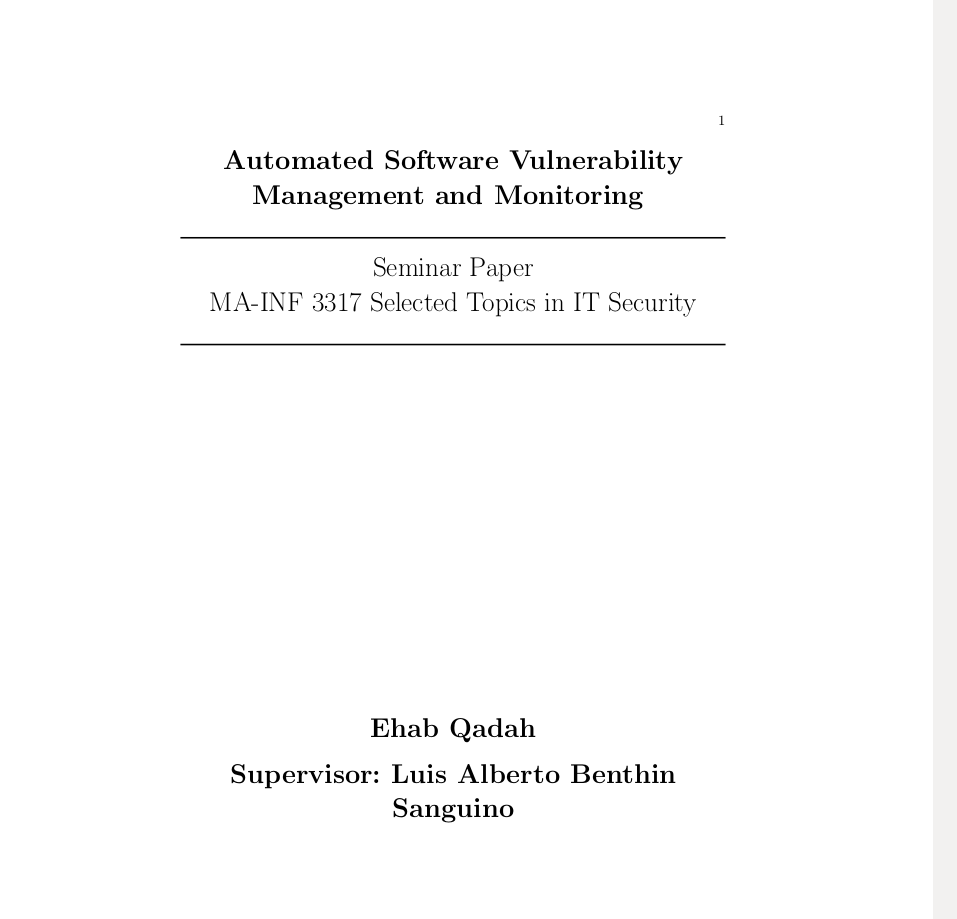 1
Automated Software Vulnerability
Management and Monitoring
Seminar Paper
MA-INF 3317 Selected Topics in IT Security
Ehab Qadah
Supervisor: Luis Alberto Benthin
Sanguino